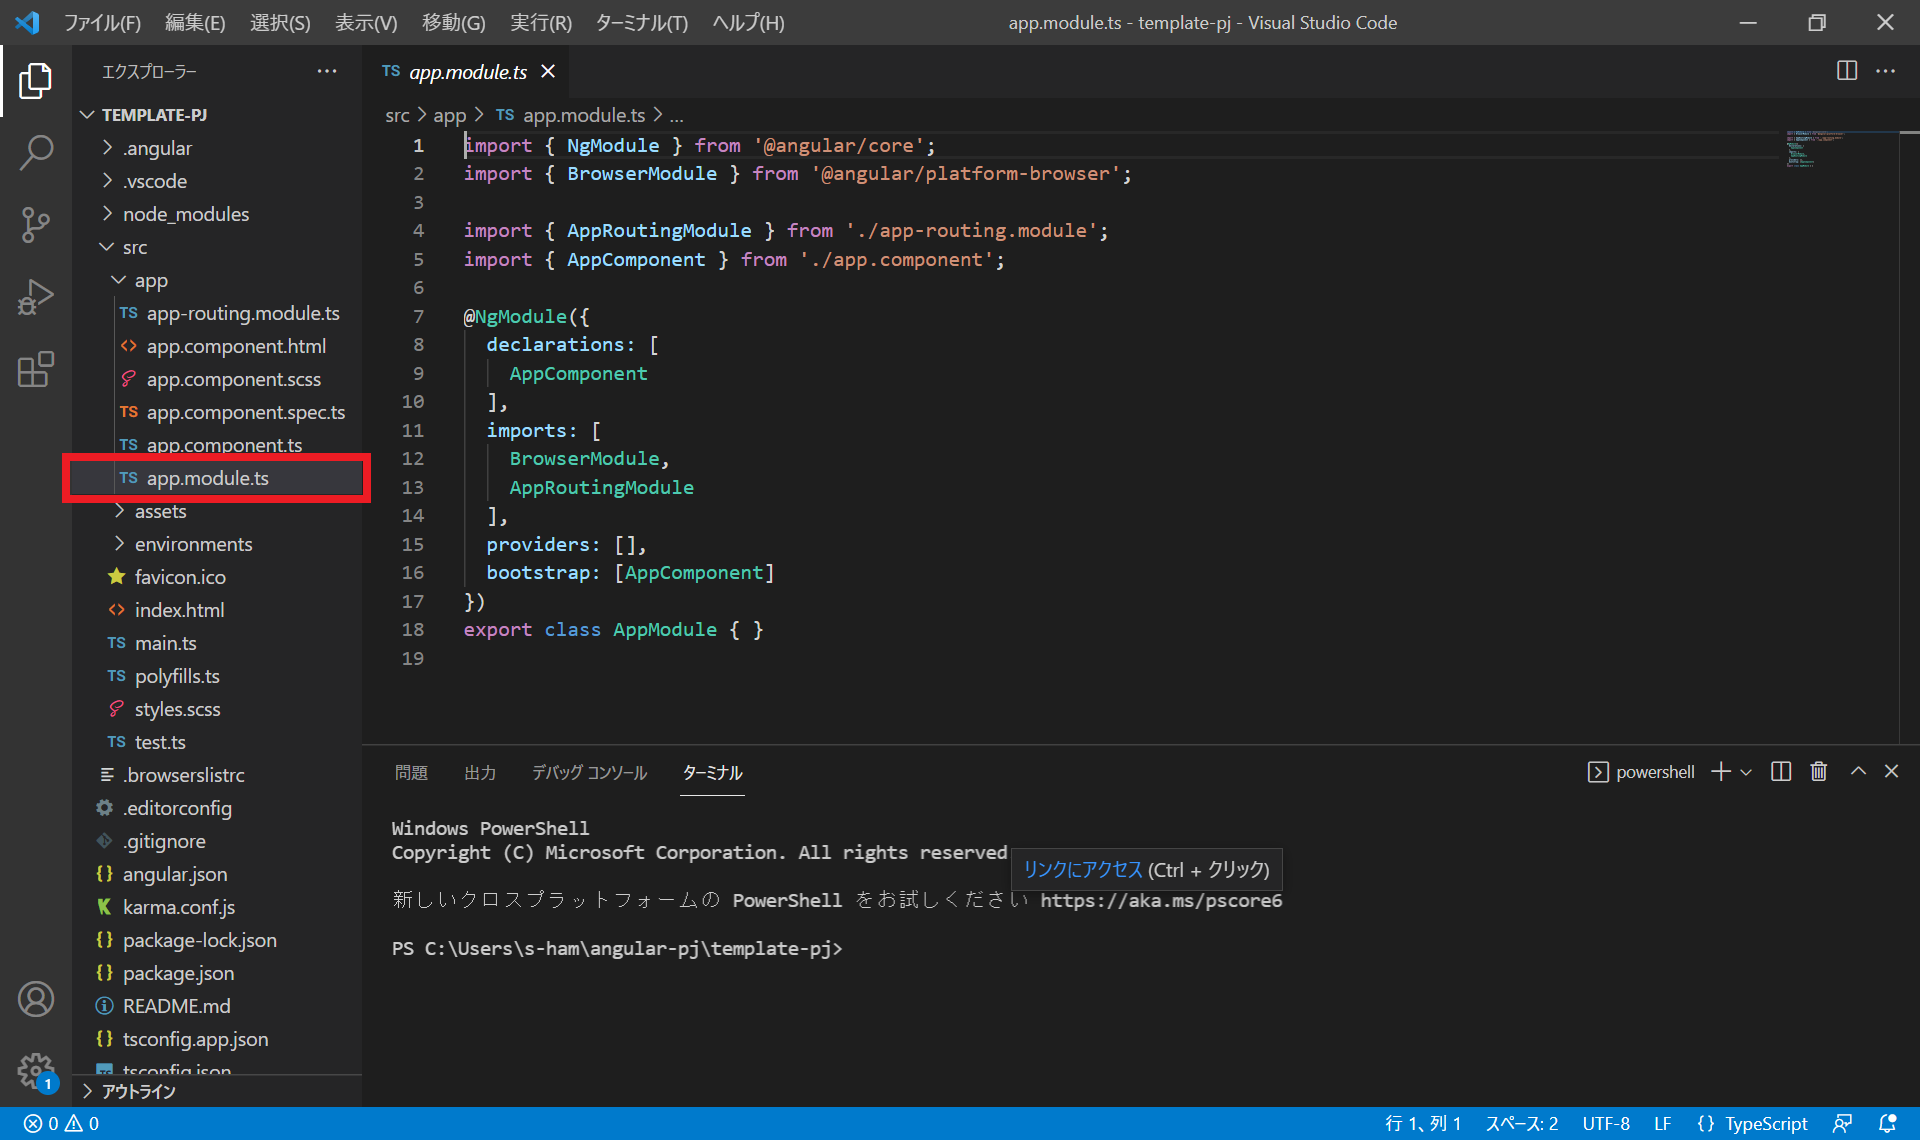 ファイル(F) 編集(E) 選択(S) 表示(V) 移動(G) 実行(R) ターミナル(T) ヘルプ(H) app.module.ts - template-pj - Visual Studio Code
エクスプローラー
TEMPLATE-PJ
.angular
.vscode
node_modules
src
app
TS app-routing.module.ts
<> app.component.html
app.component.scss
TS app.component.spec.ts
TS app.component.ts
TS app.module.ts
assets
environments
favicon.ico
<> index.html
TS main.ts
TS polyfills.ts
styles.scss
TS test.ts
.browserslistrc
.editorconfig
.gitignore
{} angular.json
karma.conf.js
{} package-lock.json
{} package.json
README.md
{} tsconfig.app.json
tsconfig.json
アウトライン
1
TS app.module.ts
src > app > TS app.module.ts > ...
1 import { NgModule } from '@angular/core';
2 import { BrowserModule } from '@angular/platform-browser';
3
4 import { AppRoutingModule } from './app-routing.module';
5 import { AppComponent } from './app.component';
6
7 @NgModule({
8 declarations: [
9 AppComponent
10 ],
11 imports: [
12 BrowserModule,
13 AppRoutingModule
14 ],
15 providers: [],
16 bootstrap: [AppComponent]
17 })
18 export class AppModule { }
19
問題 出力 デバッグ コンソール ターミナル powershell
Windows PowerShell
Copyright (C) Microsoft Corporation. All rights reserved
リンクにアクセス (Ctrl + クリック)
新しいクロスプラットフォームの PowerShell をお試しください https://aka.ms/pscore6
PS C:\Users\s-ham\angular-pj\template-pj>
0 0 行 1、列 1 スペース: 2 UTF-8 LF {} TypeScript